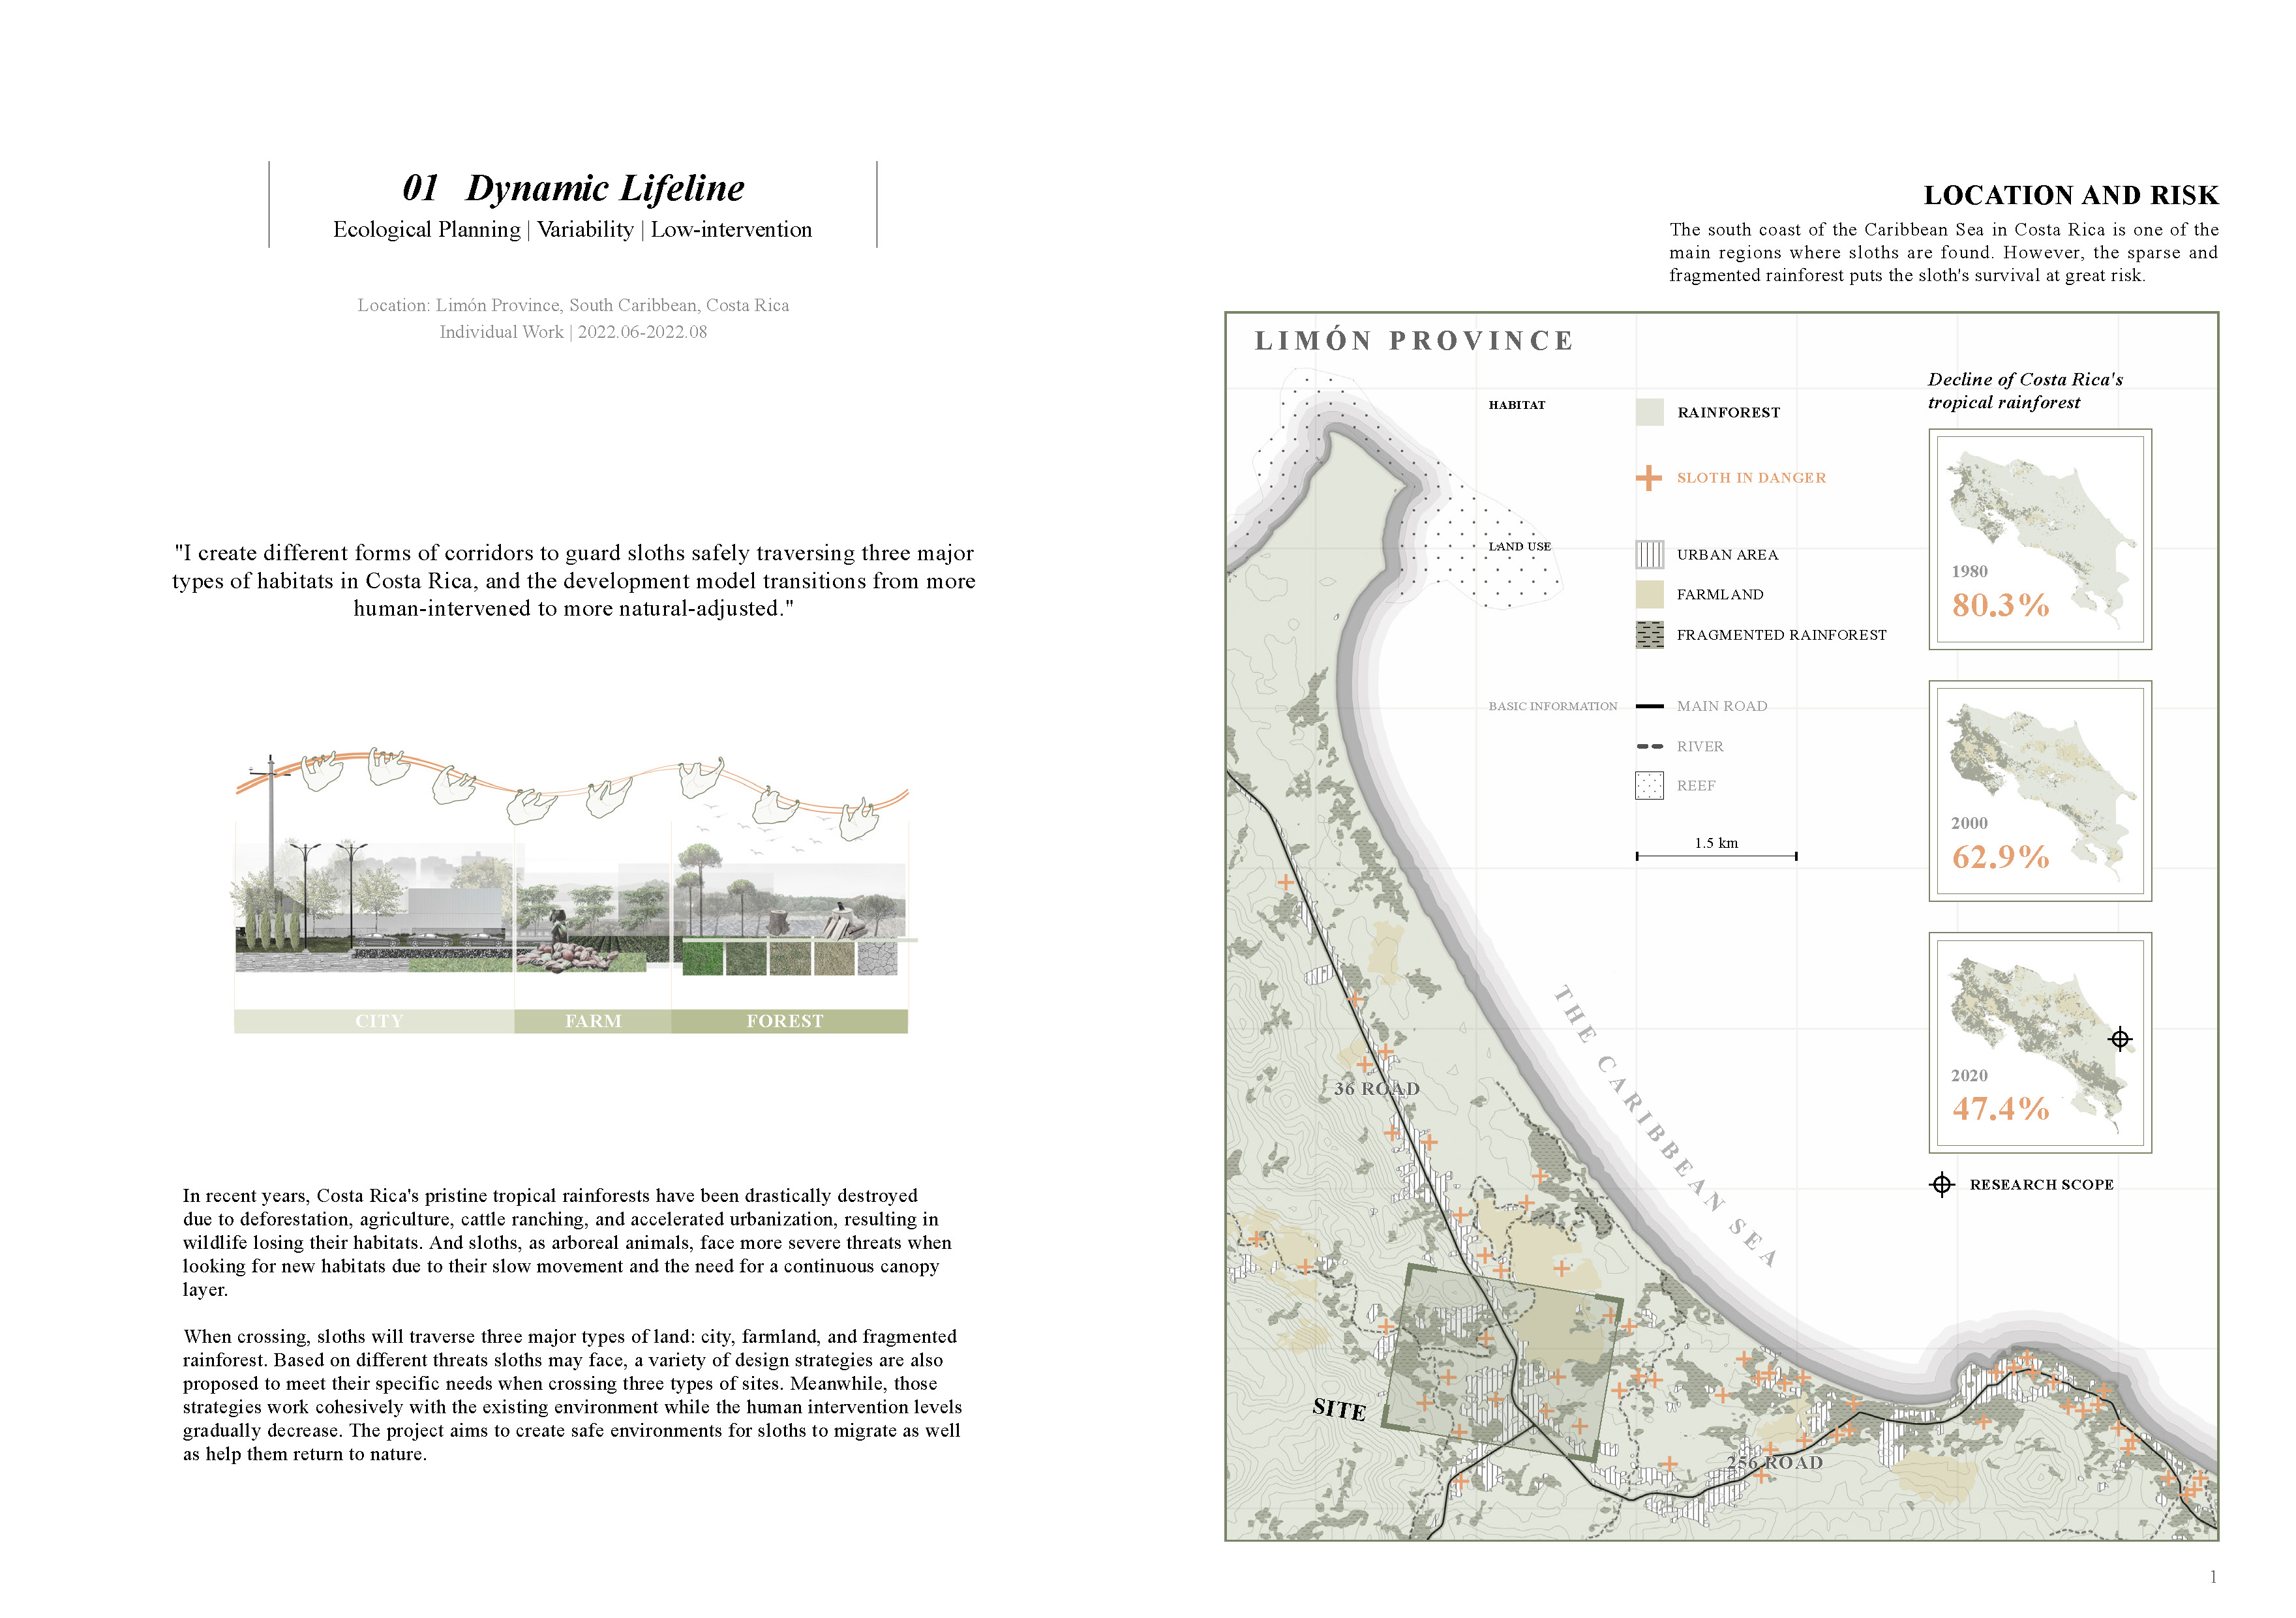 01 Dynamic Lifeline
Ecological Planning | Variability | Low-intervention
Location: Limón Province, South Caribbean, Costa Rica
Individual Work | 2022.06-2022.08
"I create different forms of corridors to guard sloths safely traversing three major
types of habitats in Costa Rica, and the development model transitions from more
human-intervened to more natural-adjusted."
CITY
FARM
FOREST
In recent years, Costa Rica's pristine tropical rainforests have been drastically destroyed
due to deforestation, agriculture, cattle ranching, and accelerated urbanization, resulting in
wildlife losing their habitats. And sloths, as arboreal animals, face more severe threats when
looking for new habitats due to their slow movement and the need for a continuous canopy
layer.
When crossing, sloths will traverse three major types of land: city, farmland, and fragmented
rainforest. Based on different threats sloths may face, a variety of design strategies are also
proposed to meet their specific needs when crossing three types of sites. Meanwhile, those
strategies work cohesively with the existing environment while the human intervention levels
gradually decrease. The project aims to create safe environments for sloths to migrate as well
as help them return to nature.
LOCATION AND RISK
The south coast of the Caribbean Sea in Costa Rica is one of the
main regions where sloths are found. However, the sparse and
fragmented rainforest puts the sloth's survival at great risk.
LIMÓN PROVINCE
HABITAT
RAINFOREST
SLOTH IN DANGER
LAND USE
URBAN AREA
FARMLAND
FRAGMENTED RAINFOREST
BASIC INFORMATION
MAIN ROAD
RIVER
REEF
1.5 km
Decline of Costa Rica's
tropical rainforest
1980
80.3%
2000
62.9%
2020
47.4%
RESEARCH SCOPE
THE CARIBBEAN SEA
36 ROAD
SITE
256 ROAD
1